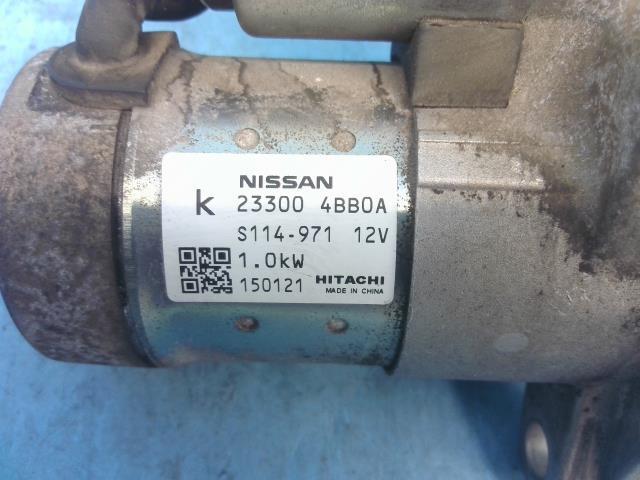 NISSAN
k 23300 4BB0A
S114-971 12V
1.0kW
150121 HITACHI
MADE IN CHINA